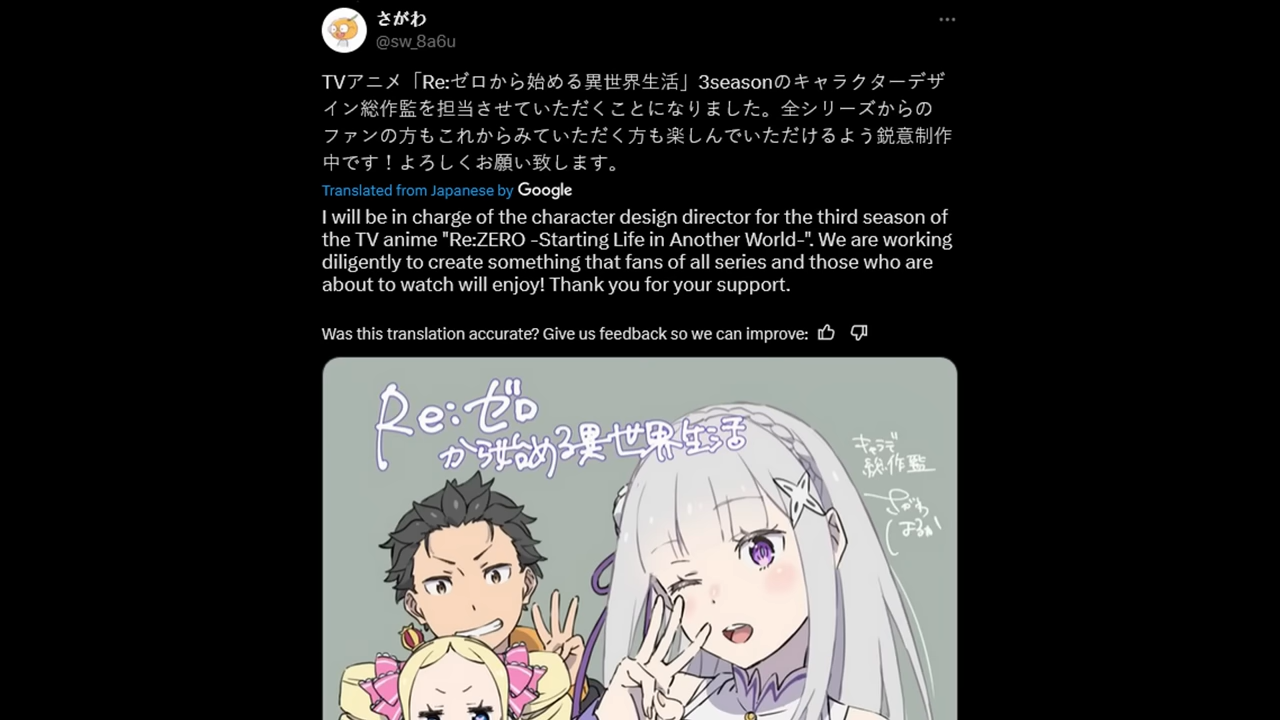 さがわ
@sw_8a6u
TVアニメ「Re:ゼロから始める異世界生活」3seasonのキャラクターデザ
イン総作監を担当させていただくことになりました。全シリーズからの
ファンの方もこれからみていただく方も楽しんでいただけるよう鋭意制作
中です！よろしくお願い致します。
Translated from Japanese by Google
I will be in charge of the character design director for the third season of
the TV anime "Re:ZERO -Starting Life in Another World-". We are working
diligently to create something that fans of all series and those who are
about to watch will enjoy! Thank you for your support.
Was this translation accurate? Give us feedback so we can improve:
Re:ゼロ
から始める異世界生活
キャラデ
総作監
さがわ
はるか